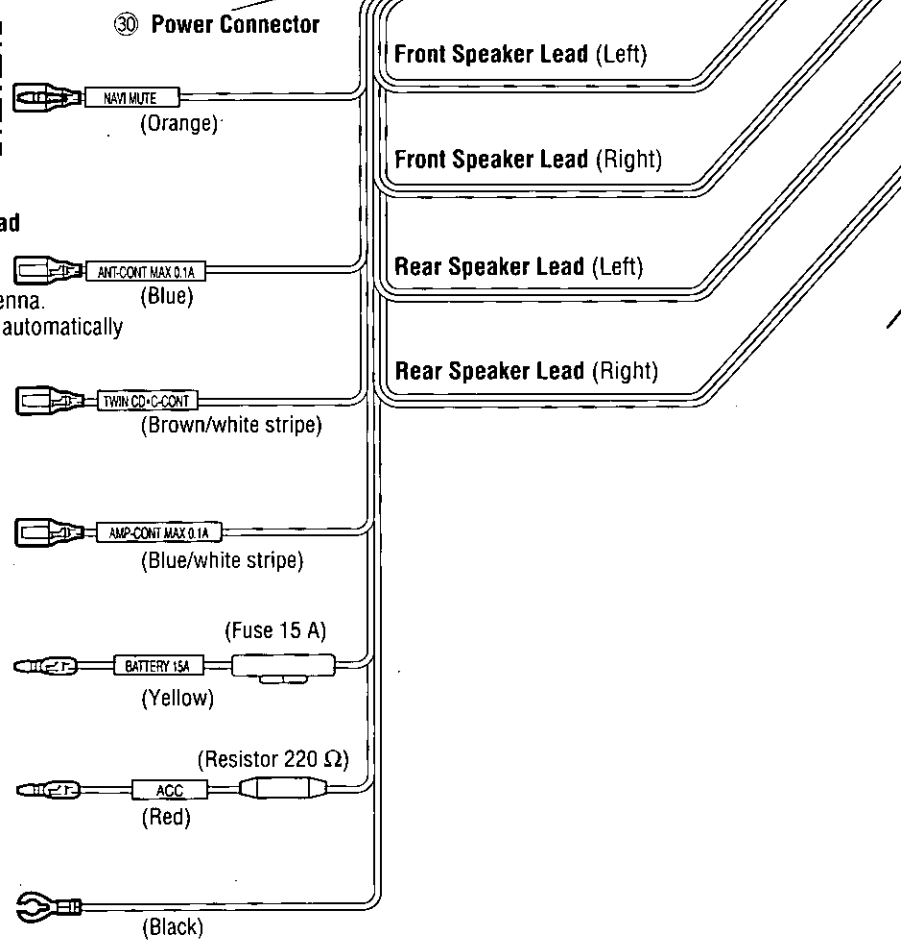 ㉚ Power Connector
Front Speaker Lead (Left)
NAVI MUTE
(Orange)
Front Speaker Lead (Right)
ad
ANT-CONT MAX 0.1A
Rear Speaker Lead (Left)
(Blue)
enna.
automatically
Rear Speaker Lead (Right)
TWIN CD•C-CONT
(Brown/white stripe)
AMP-CONT MAX 0.1A
(Blue/white stripe)
(Fuse 15 A)
BATTERY 15A
(Yellow)
(Resistor 220 Ω)
ACC
(Red)
(Black)